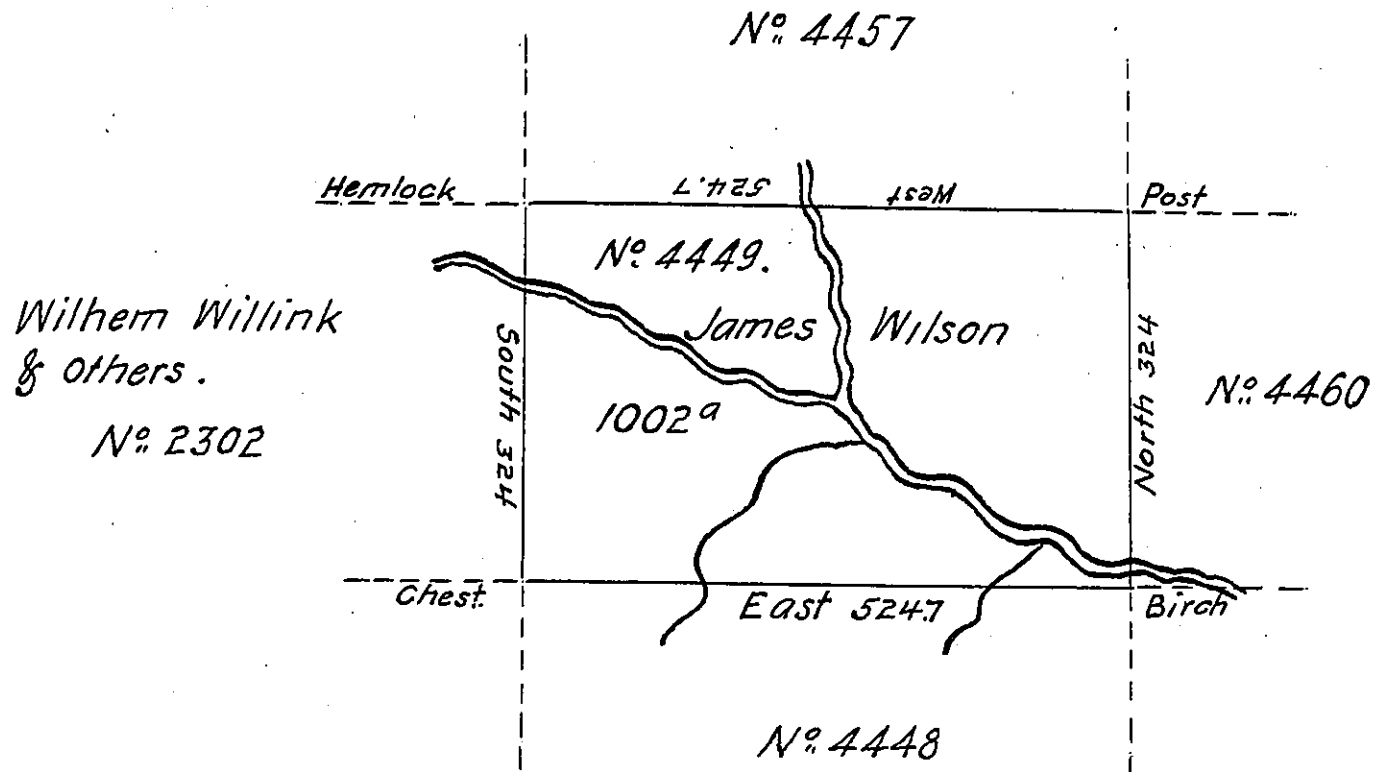 Nº 4457
Hemlock
West 524.7
Post
Nº 4449.
James Wilson
Wilhem Willink
& others.
Nº 2302
South 324
North 324
Nº 4460
1002ª
Chest.
East 524.7
Birch
Nº 4448